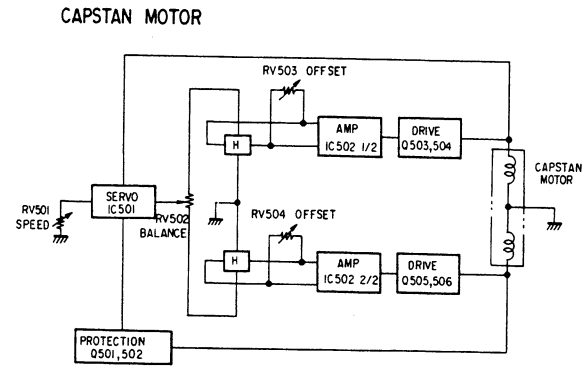 CAPSTAN MOTOR
RV503 OFFSET
H
AMP
IC502 1/2
DRIVE
Q503,504
CAPSTAN
MOTOR
RV501
SPEED
SERVO
IC501
RV502
BALANCE
RV504 OFFSET
H
AMP
IC502 2/2
DRIVE
Q505,506
PROTECTION
Q501,502